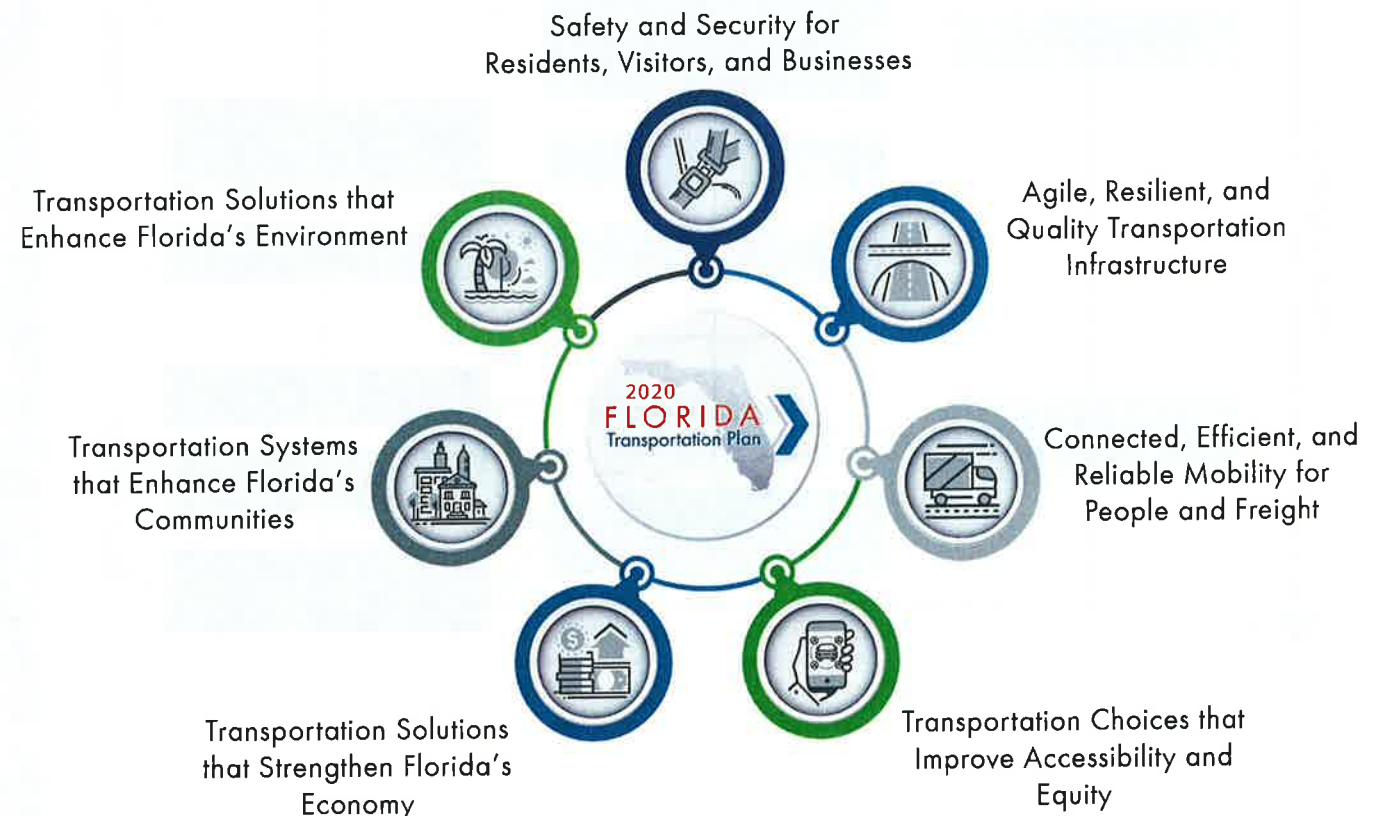 Safety and Security for
Residents, Visitors, and Businesses
Agile, Resilient, and
Quality Transportation
Infrastructure
Connected, Efficient, and
Reliable Mobility for
People and Freight
Transportation Choices that
Improve Accessibility and
Equity
Transportation Solutions
that Strengthen Florida's
Economy
Transportation Systems
that Enhance Florida's
Communities
Transportation Solutions that
Enhance Florida's Environment
2020
FLORIDA
Transportation Plan
$